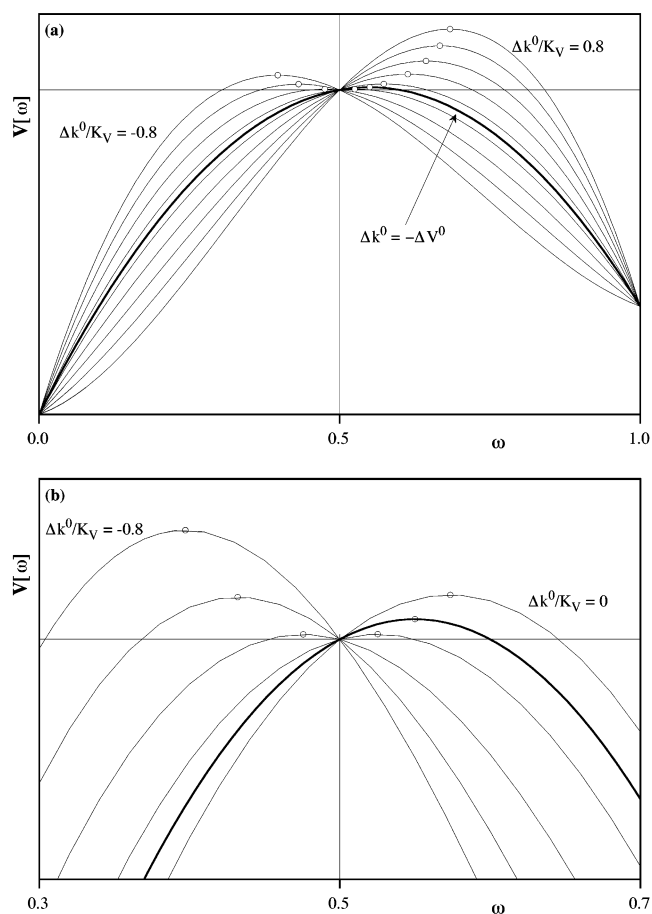 (a)
Δk⁰/K_V = 0.8
V[ω]
Δk⁰/K_V = -0.8
Δk⁰ = −ΔV⁰
0.0 0.5 ω 1.0
(b)
Δk⁰/K_V = -0.8
V[ω]
Δk⁰/K_V = 0
0.3 0.5 ω 0.7